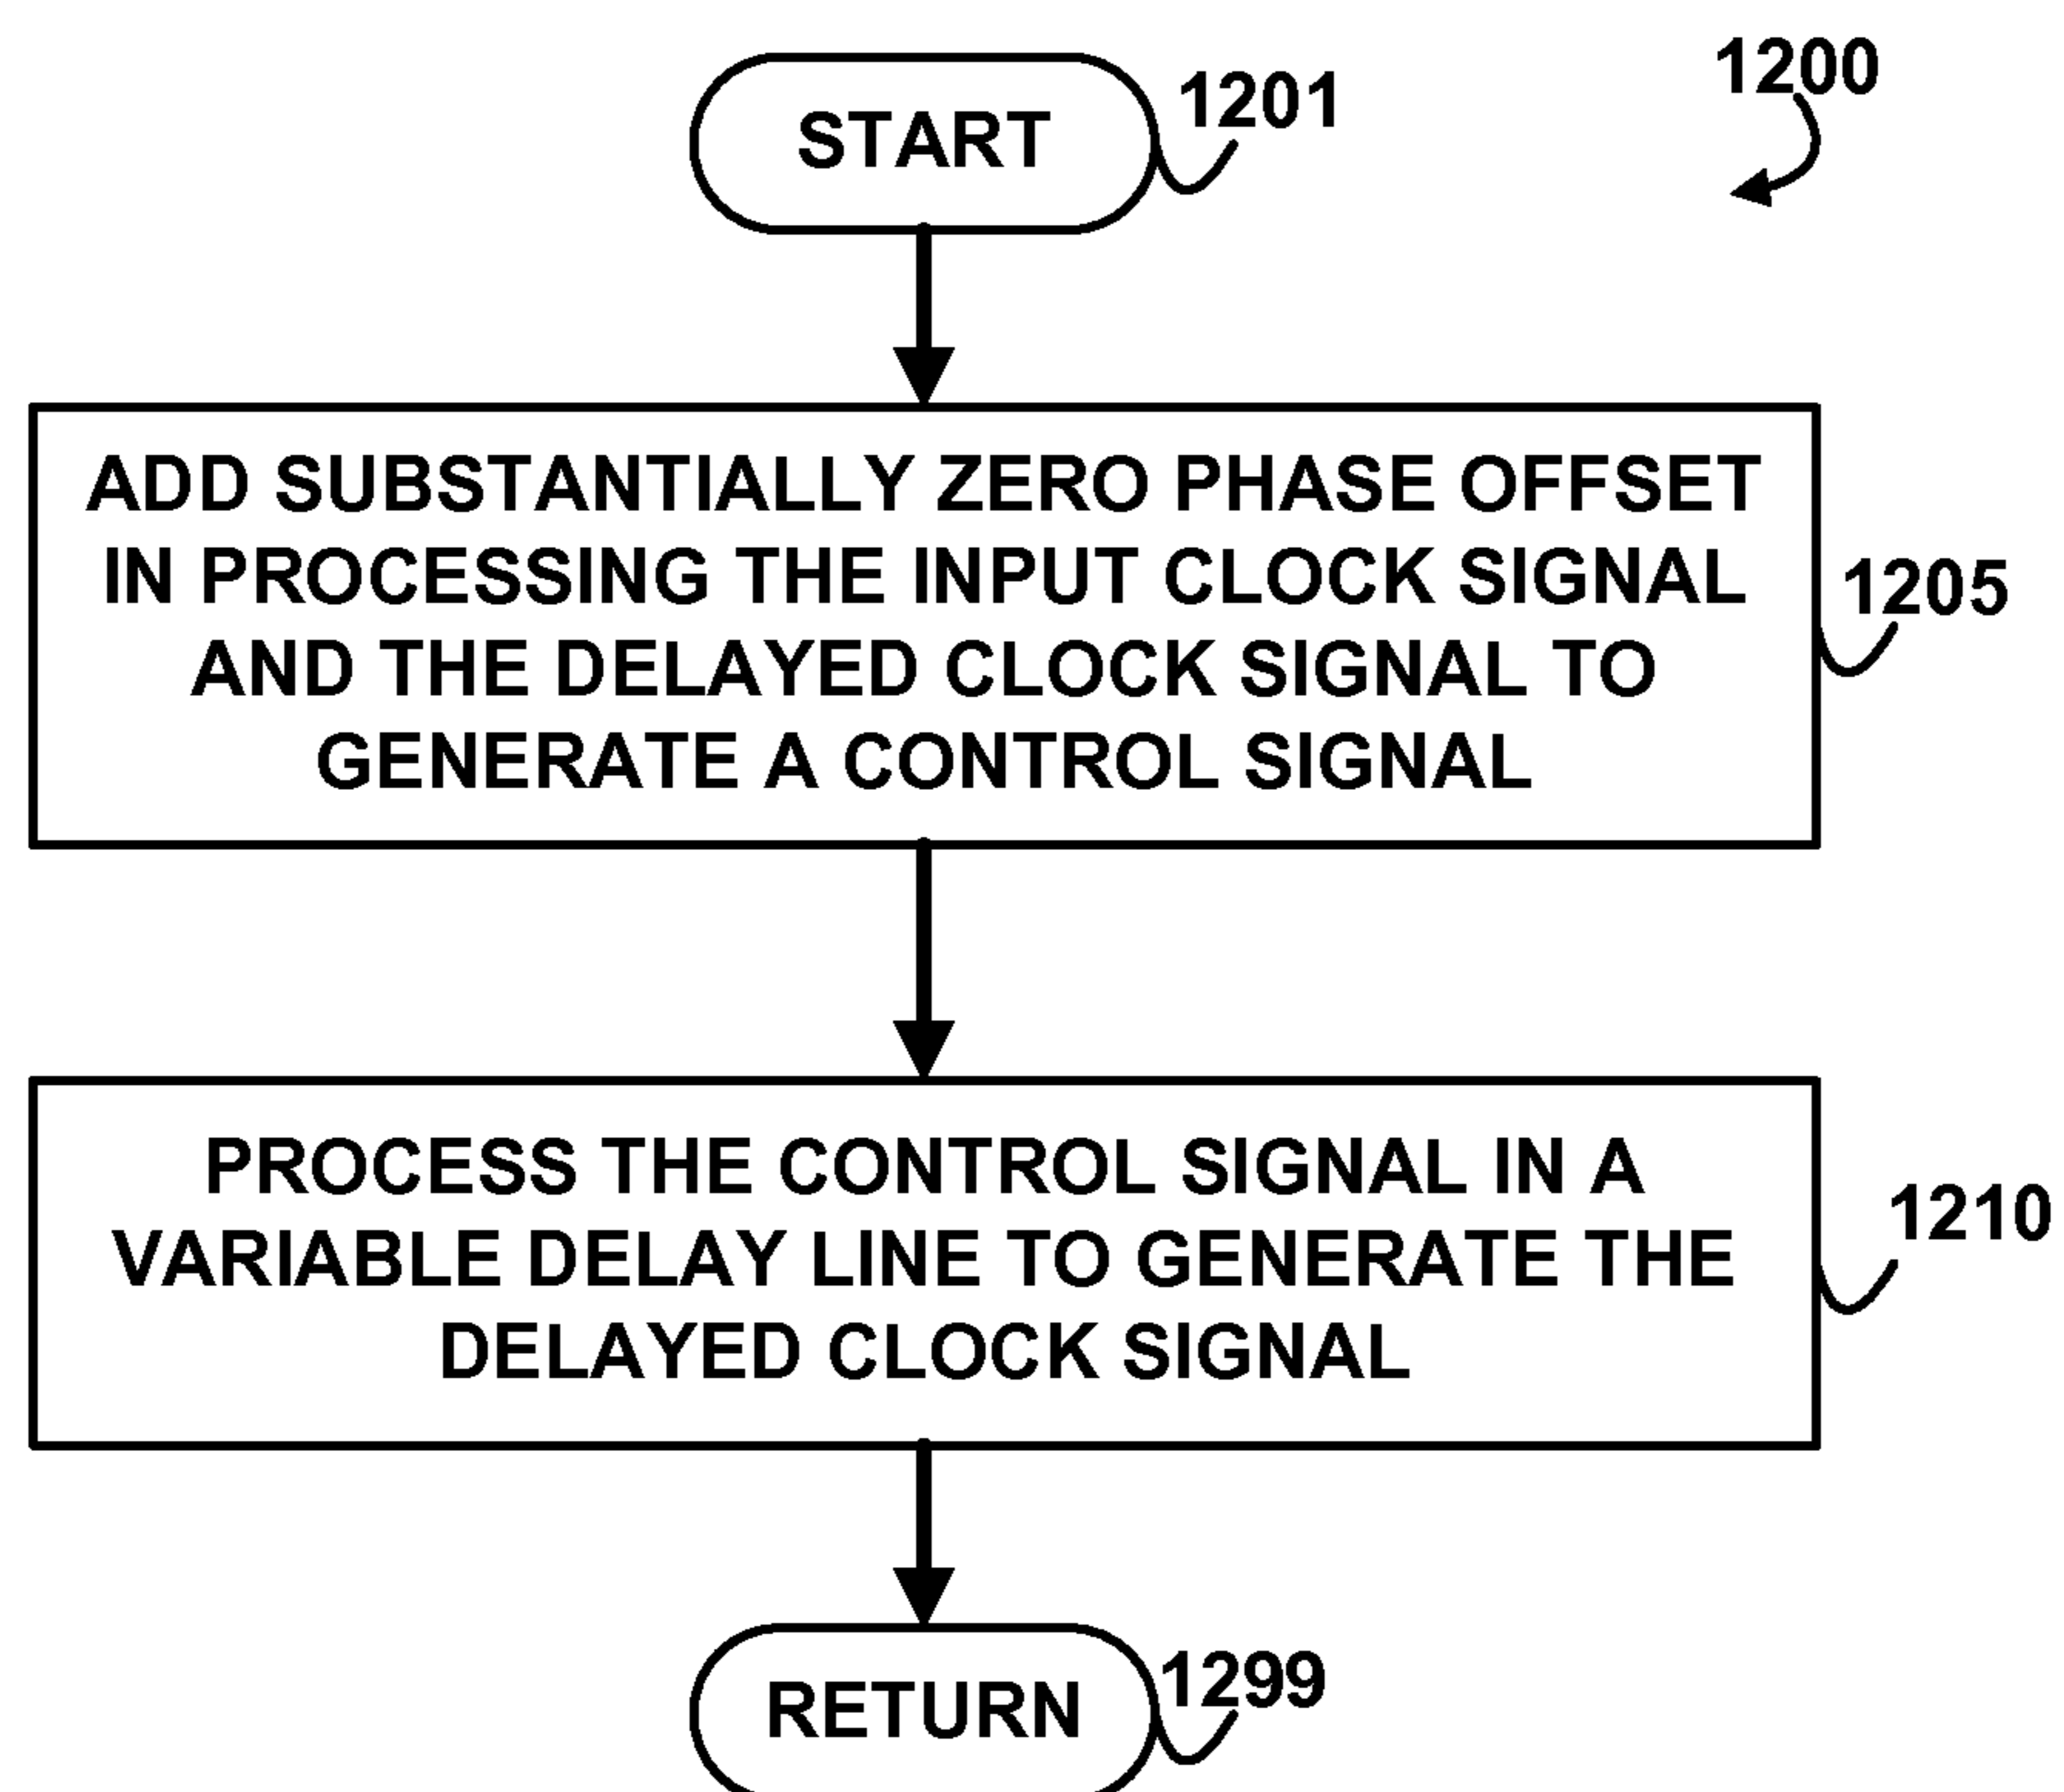 1200
START
1201
ADD SUBSTANTIALLY ZERO PHASE OFFSET
IN PROCESSING THE INPUT CLOCK SIGNAL
AND THE DELAYED CLOCK SIGNAL TO
GENERATE A CONTROL SIGNAL
1205
PROCESS THE CONTROL SIGNAL IN A
VARIABLE DELAY LINE TO GENERATE THE
DELAYED CLOCK SIGNAL
1210
RETURN
1299